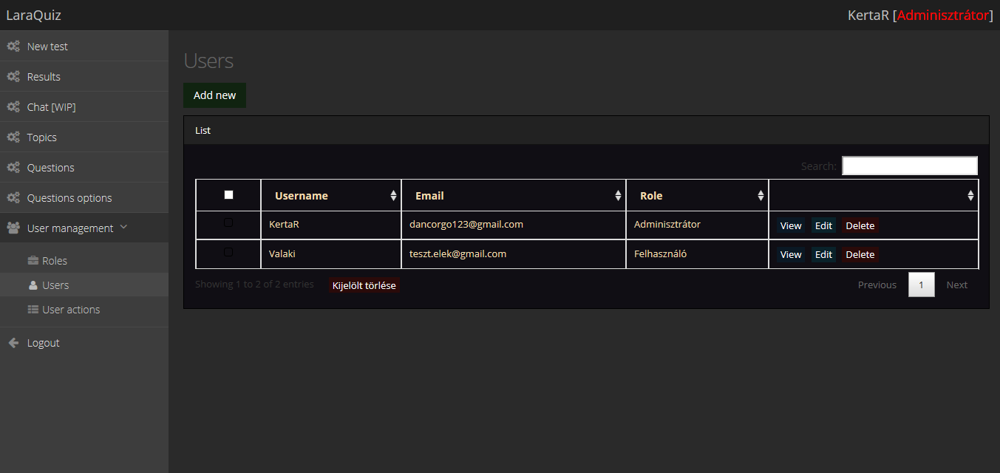 LaraQuiz
KertaR [Adminisztrátor]
New test
Results
Chat [WIP]
Topics
Questions
Questions options
User management
Roles
Users
User actions
Logout
Users
Add new
List
Search:
Username Email Role
KertaR dancorgo123@gmail.com Adminisztrátor View Edit Delete
Valaki teszt.elek@gmail.com Felhasználó View Edit Delete
Showing 1 to 2 of 2 entries Kijelölt törlése Previous 1 Next